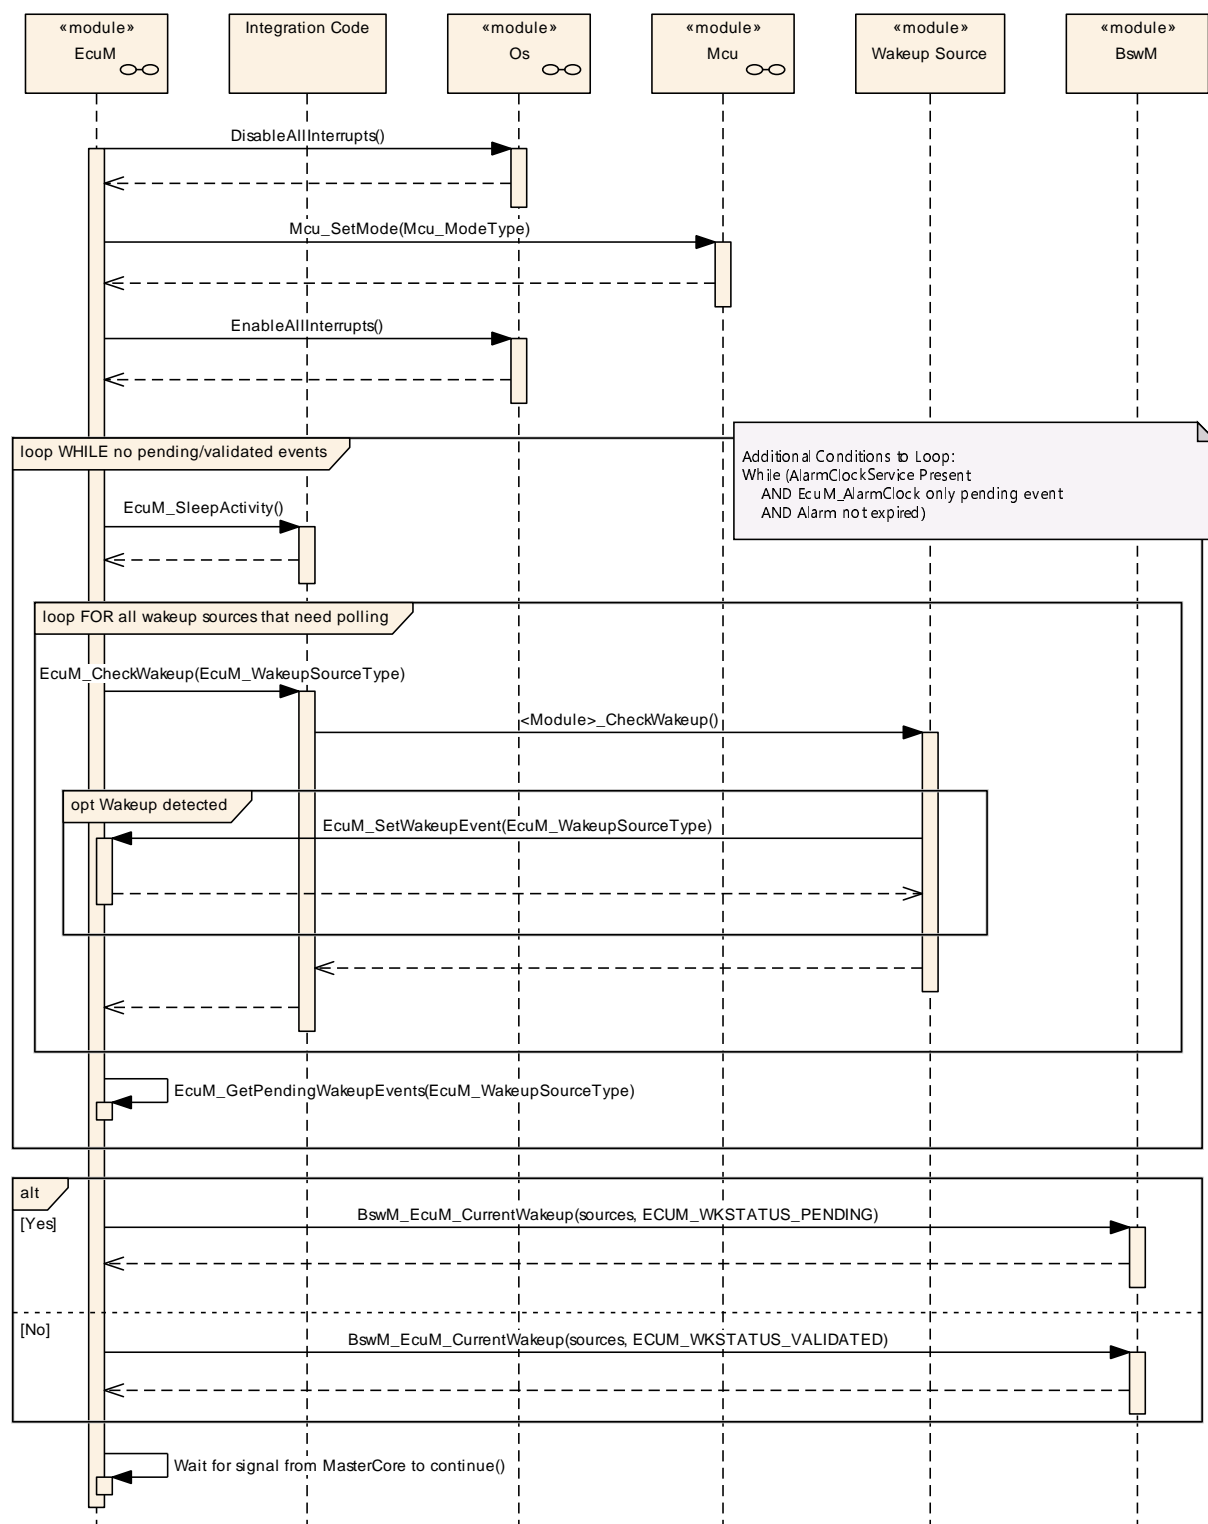 «module»
EcuM
Integration Code
«module»
Os
«module»
Mcu
«module»
Wakeup Source
«module»
BswM
DisableAllInterrupts()
Mcu_SetMode(Mcu_ModeType)
EnableAllInterrupts()
loop WHILE no pending/validated events
Additional Conditions to Loop:
While (AlarmClockService Present
AND EcuM_AlarmClock only pending event
AND Alarm not expired)
EcuM_SleepActivity()
loop FOR all wakeup sources that need polling
EcuM_CheckWakeup(EcuM_WakeupSourceType)
<Module>_CheckWakeup()
opt Wakeup detected
EcuM_SetWakeupEvent(EcuM_WakeupSourceType)
EcuM_GetPendingWakeupEvents(EcuM_WakeupSourceType)
alt
[Yes]
BswM_EcuM_CurrentWakeup(sources, ECUM_WKSTATUS_PENDING)
[No]
BswM_EcuM_CurrentWakeup(sources, ECUM_WKSTATUS_VALIDATED)
Wait for signal from MasterCore to continue()